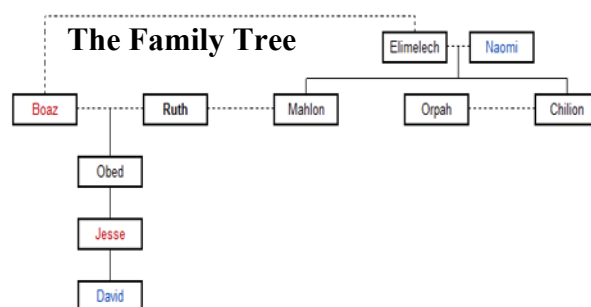 The Family Tree
Elimelech Naomi
Boaz Ruth Mahlon Orpah Chilion
Obed
Jesse
David